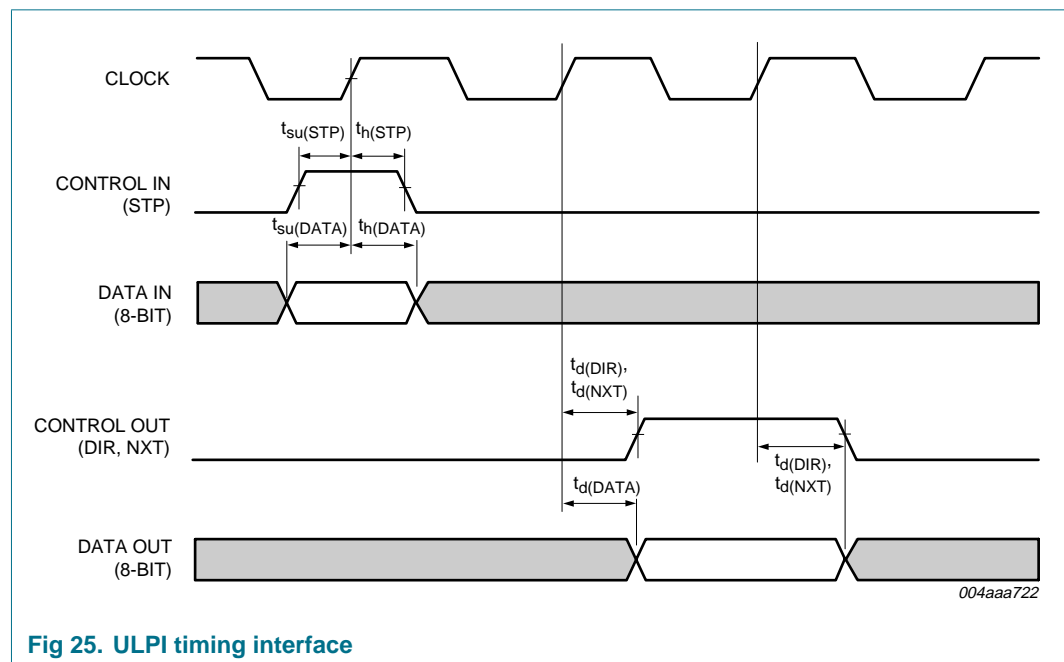 CLOCK
tsu(STP) th(STP)
CONTROL IN
(STP)
tsu(DATA) th(DATA)
DATA IN
(8-BIT)
td(DIR),
td(NXT)
CONTROL OUT
(DIR, NXT)
td(DIR),
td(NXT)
td(DATA)
DATA OUT
(8-BIT)
004aaa722
Fig 25. ULPI timing interface